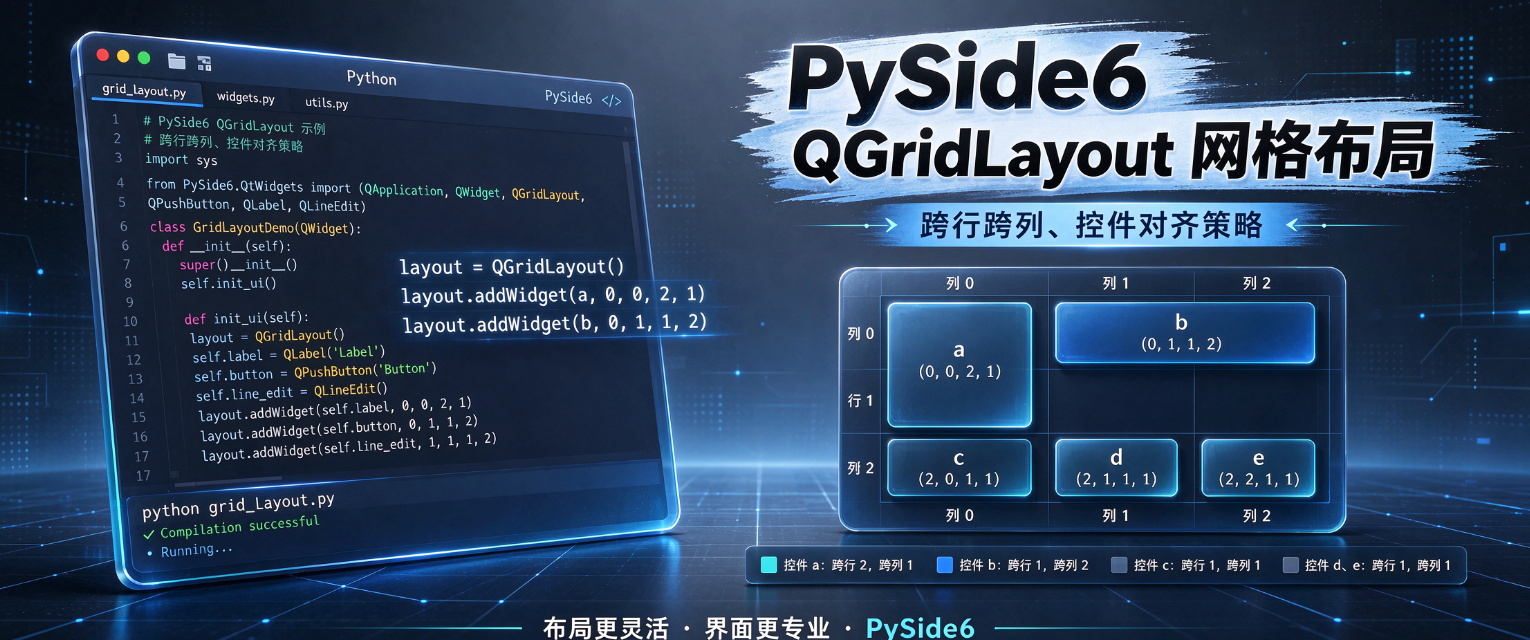 Python
grid_layout.py widgets.py utils.py PySide6 </>
1 # PySide6 QGridLayout 示例
2 # 跨行跨列、控件对齐策略
3 import sys
4 from PySide6.QtWidgets import (QApplication, QWidget, QGridLayout,
5 QPushButton, QLabel, QLineEdit)
6 class GridLayoutDemo(QWidget):
6 def __init__(self):
7 super()__init__()
8 self.init_ui()
9
10 def init_ui(self):
11 layout = QGridLayout()
12 self.label = QLabel('Label')
13 self.button = QPushButton('Button')
14 self.line_edit = QLineEdit()
15 layout.addWidget(self.label, 0, 0, 2, 1)
16 layout.addWidget(self.button, 0, 1, 1, 2)
17 layout.addWidget(self.line_edit, 1, 1, 1, 2)
17
layout = QGridLayout()
layout.addWidget(a, 0, 0, 2, 1)
layout.addWidget(b, 0, 1, 1, 2)
python grid_Layout.py
✓ Compilation successful
• Running...
PySide6
QGridLayout 网格布局
跨行跨列、控件对齐策略
列 0 列 1 列 2
列 0
a
(0, 0, 2, 1)
b
(0, 1, 1, 2)
行 1
列 2
c
(2, 0, 1, 1)
d
(2, 1, 1, 1)
e
(2, 2, 1, 1)
列 0 列 1 列 2
控件 a：跨行 2，跨列 1 控件 b：跨行 1，跨列 2 控件 c：跨行 1，跨列 1 控件 d、e：跨行 1，跨列 1
布局更灵活 · 界面更专业 · PySide6